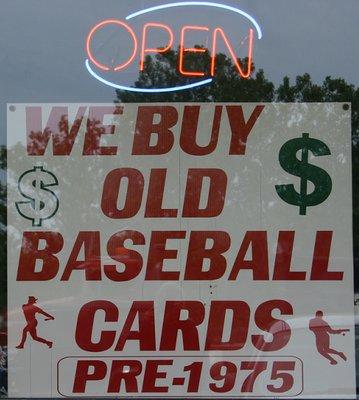 OPEN
WE BUY
$ $
OLD
BASEBALL
CARDS
PRE-1975